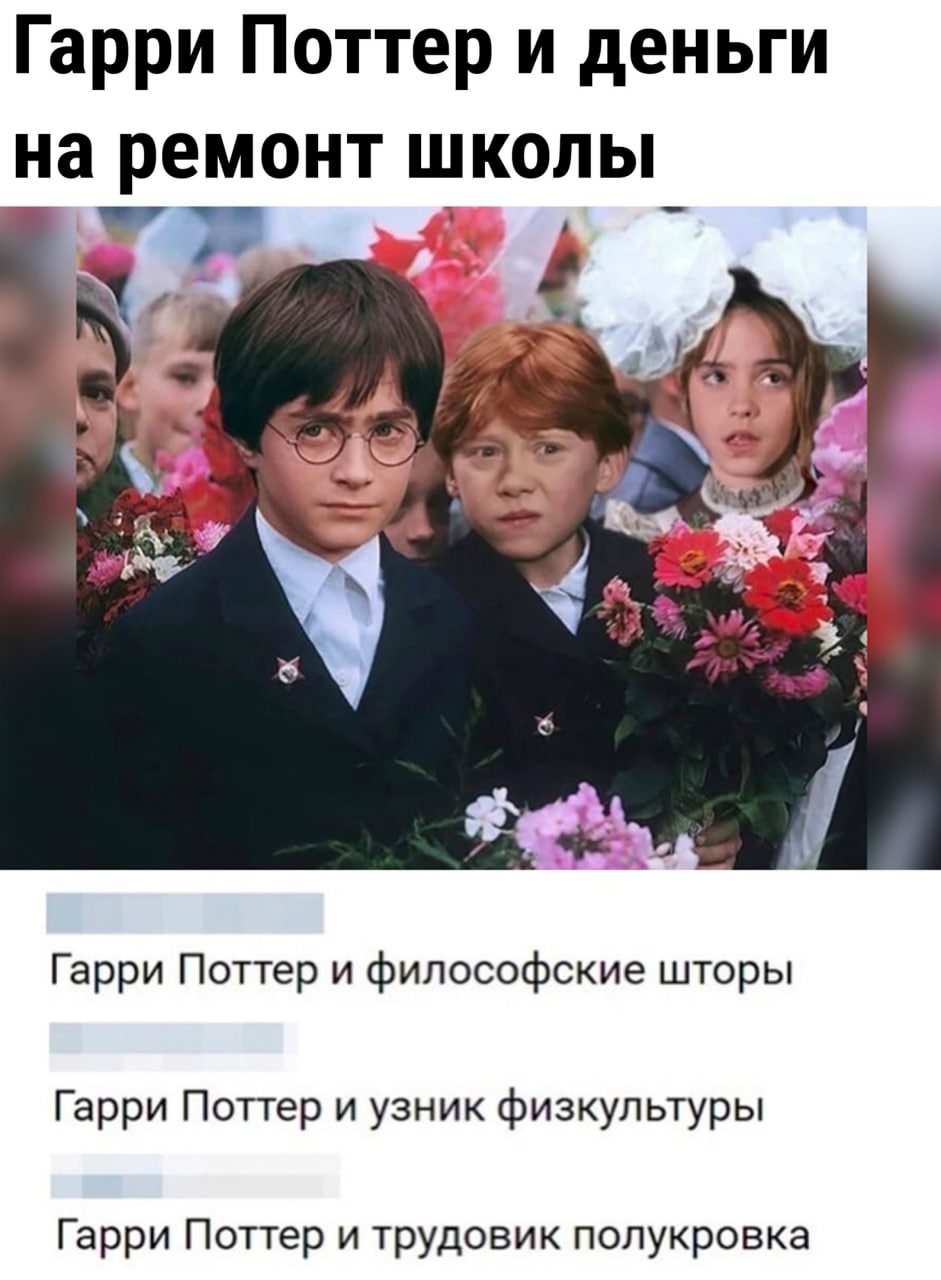 Гарри Поттер и деньги
на ремонт школы
Гарри Поттер и философские шторы
Гарри Поттер и узник физкультуры
Гарри Поттер и трудовик полукровка